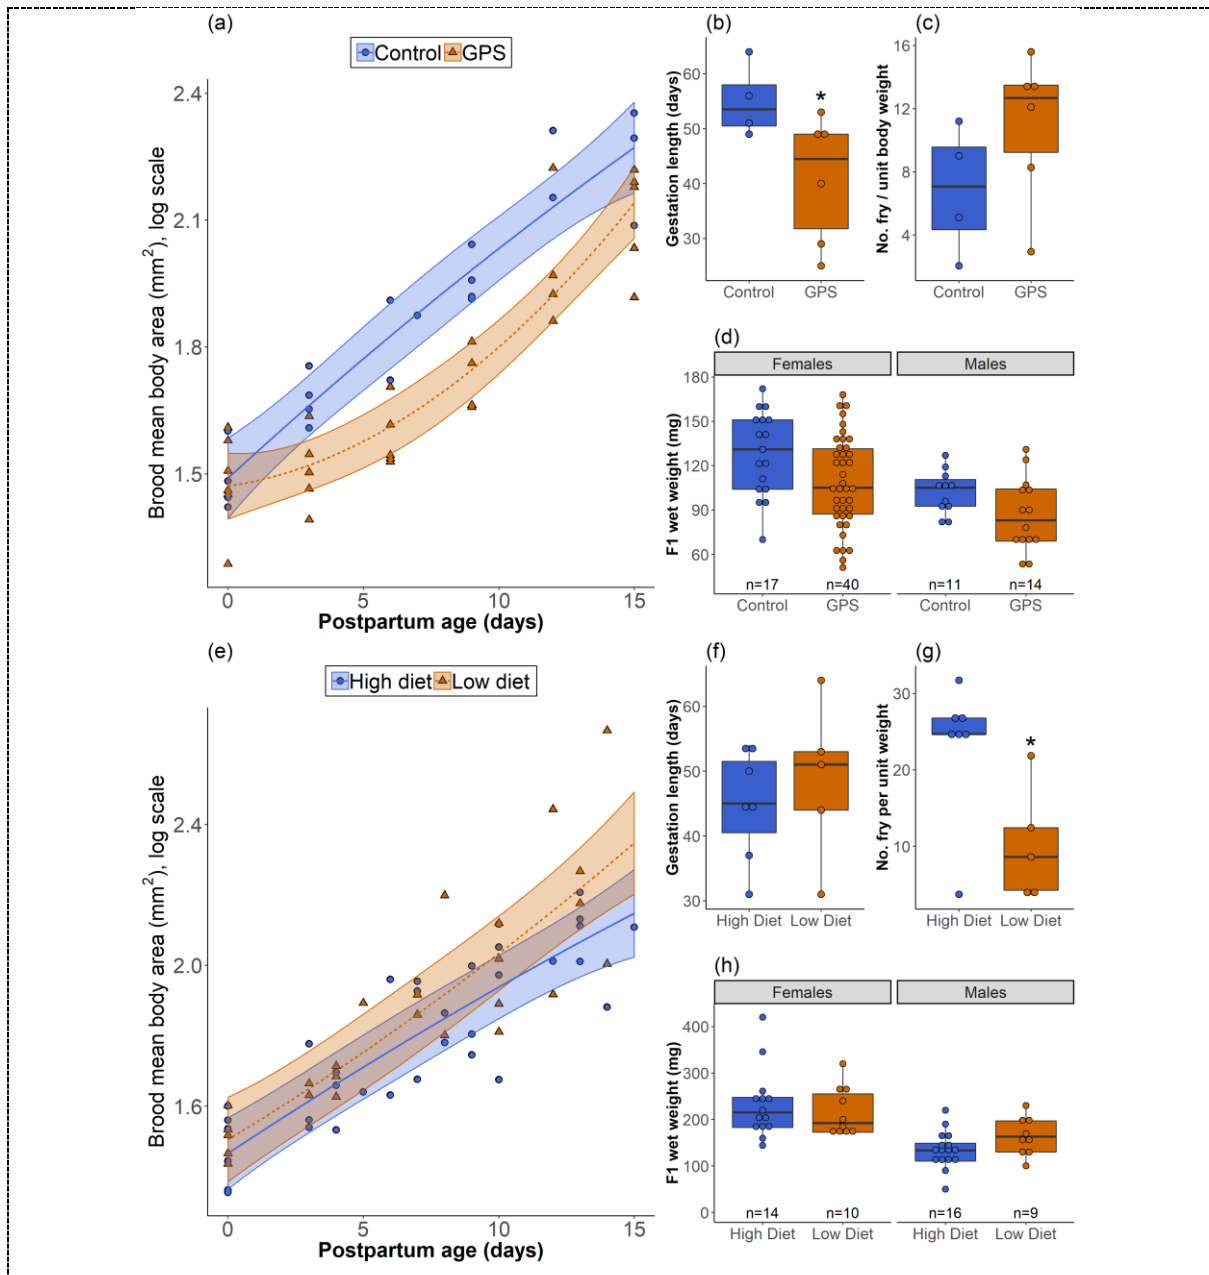 (a)
Control GPS
2.4
2.1
1.8
1.5
0 5 10 15
Brood mean body area (mm²), log scale
Postpartum age (days)
(b)
60
50
40
30
Gestation length (days)
Control GPS
*
(c)
16
12
8
4
No. fry / unit body weight
Control GPS
(d)
Females Males
180
150
120
90
60
F1 wet weight (mg)
n=17 n=40 n=11 n=14
Control GPS Control GPS
(e)
High diet Low diet
2.4
2.0
1.6
0 5 10 15
Brood mean body area (mm²), log scale
Postpartum age (days)
(f)
60
50
40
30
Gestation length (days)
High Diet Low Diet
(g)
30
20
10
No. fry per unit weight
*
High Diet Low Diet
(h)
Females Males
400
300
200
100
0
F1 wet weight (mg)
n=14 n=10 n=16 n=9
High Diet Low Diet High Diet Low Diet